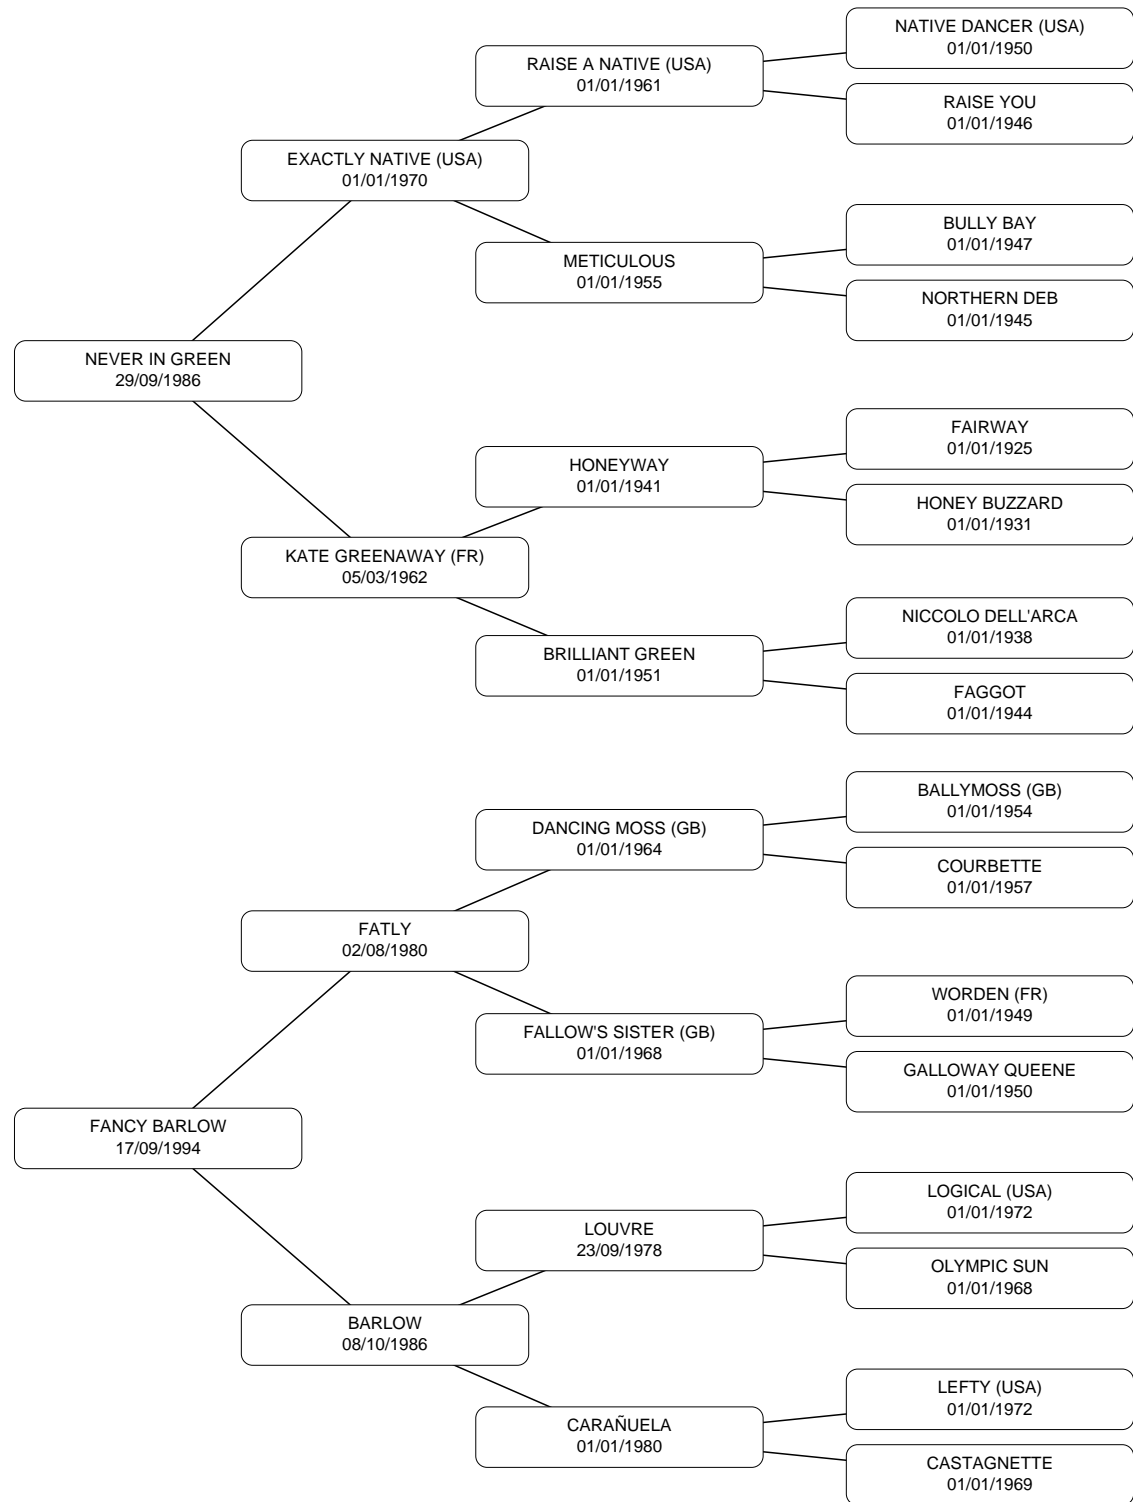 NATIVE DANCER (USA)
01/01/1950
RAISE A NATIVE (USA)
01/01/1961
RAISE YOU
01/01/1946
EXACTLY NATIVE (USA)
01/01/1970
BULLY BAY
01/01/1947
METICULOUS
01/01/1955
NORTHERN DEB
01/01/1945
NEVER IN GREEN
29/09/1986
FAIRWAY
01/01/1925
HONEYWAY
01/01/1941
HONEY BUZZARD
01/01/1931
KATE GREENAWAY (FR)
05/03/1962
NICCOLO DELL'ARCA
01/01/1938
BRILLIANT GREEN
01/01/1951
FAGGOT
01/01/1944
BALLYMOSS (GB)
01/01/1954
DANCING MOSS (GB)
01/01/1964
COURBETTE
01/01/1957
FATLY
02/08/1980
WORDEN (FR)
01/01/1949
FALLOW'S SISTER (GB)
01/01/1968
GALLOWAY QUEENE
01/01/1950
FANCY BARLOW
17/09/1994
LOGICAL (USA)
01/01/1972
LOUVRE
23/09/1978
OLYMPIC SUN
01/01/1968
BARLOW
08/10/1986
LEFTY (USA)
01/01/1972
CARAÑUELA
01/01/1980
CASTAGNETTE
01/01/1969